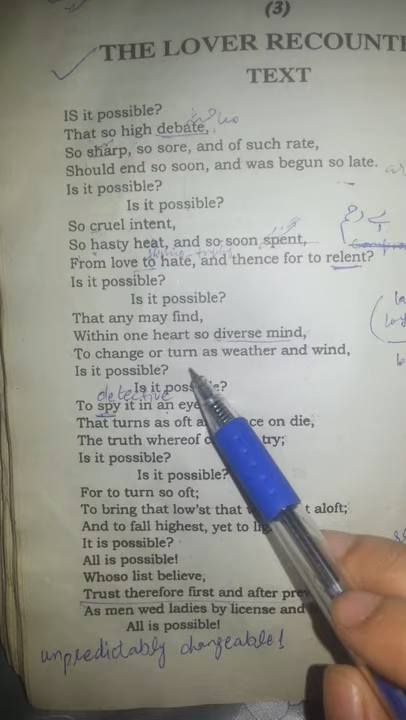 (3)
THE LOVER RECOUNT
TEXT
IS it possible?
That so high debate,
So sharp, so sore, and of such rate,
Should end so soon, and was begun so late.
Is it possible?
Is it possible?
So cruel intent,
So hasty heat, and so soon spent,
From love to hate, and thence for to relent?
Is it possible?
Is it possible?
That any may find,
Within one heart so diverse mind,
To change or turn as weather and wind,
Is it possible?
detective
Is it
To spy it in an eye
That turns as oft on die,
The truth whereof try;
Is it possible?
Is it possible?
For to turn so oft;
To bring that low'st that aloft;
And to fall highest, yet to
It is possible?
All is possible!
Whoso list believe;
Trust therefore first and after
As men wed ladies by license and
All is possible!
unpredictably changeable!